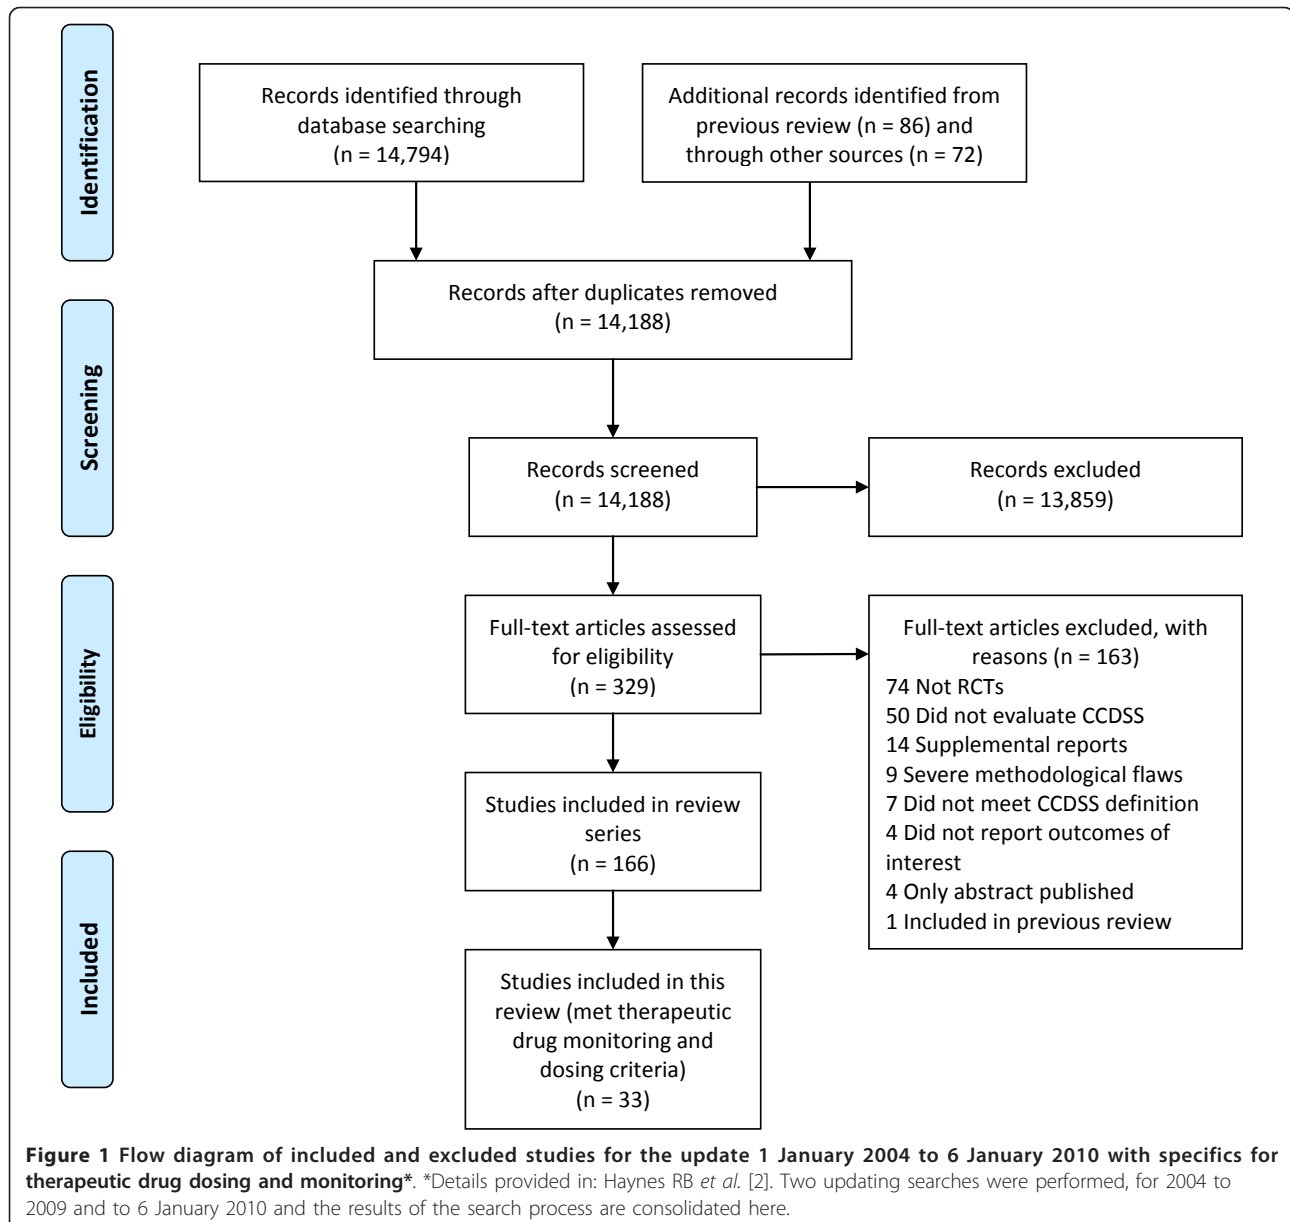 Identification
Records identified through
database searching
(n = 14,794)
Additional records identified from
previous review (n = 86) and
through other sources (n = 72)
Records after duplicates removed
(n = 14,188)
Screening
Records screened
(n = 14,188)
Records excluded
(n = 13,859)
Eligibility
Full-text articles assessed
for eligibility
(n = 329)
Full-text articles excluded, with
reasons (n = 163)
74 Not RCTs
50 Did not evaluate CCDSS
14 Supplemental reports
9 Severe methodological flaws
7 Did not meet CCDSS definition
4 Did not report outcomes of
interest
4 Only abstract published
1 Included in previous review
Studies included in review
series
(n = 166)
Included
Studies included in this
review (met therapeutic
drug monitoring and
dosing criteria)
(n = 33)
Figure 1 Flow diagram of included and excluded studies for the update 1 January 2004 to 6 January 2010 with specifics for
therapeutic drug dosing and monitoring*. *Details provided in: Haynes RB et al. [2]. Two updating searches were performed, for 2004 to
2009 and to 6 January 2010 and the results of the search process are consolidated here.